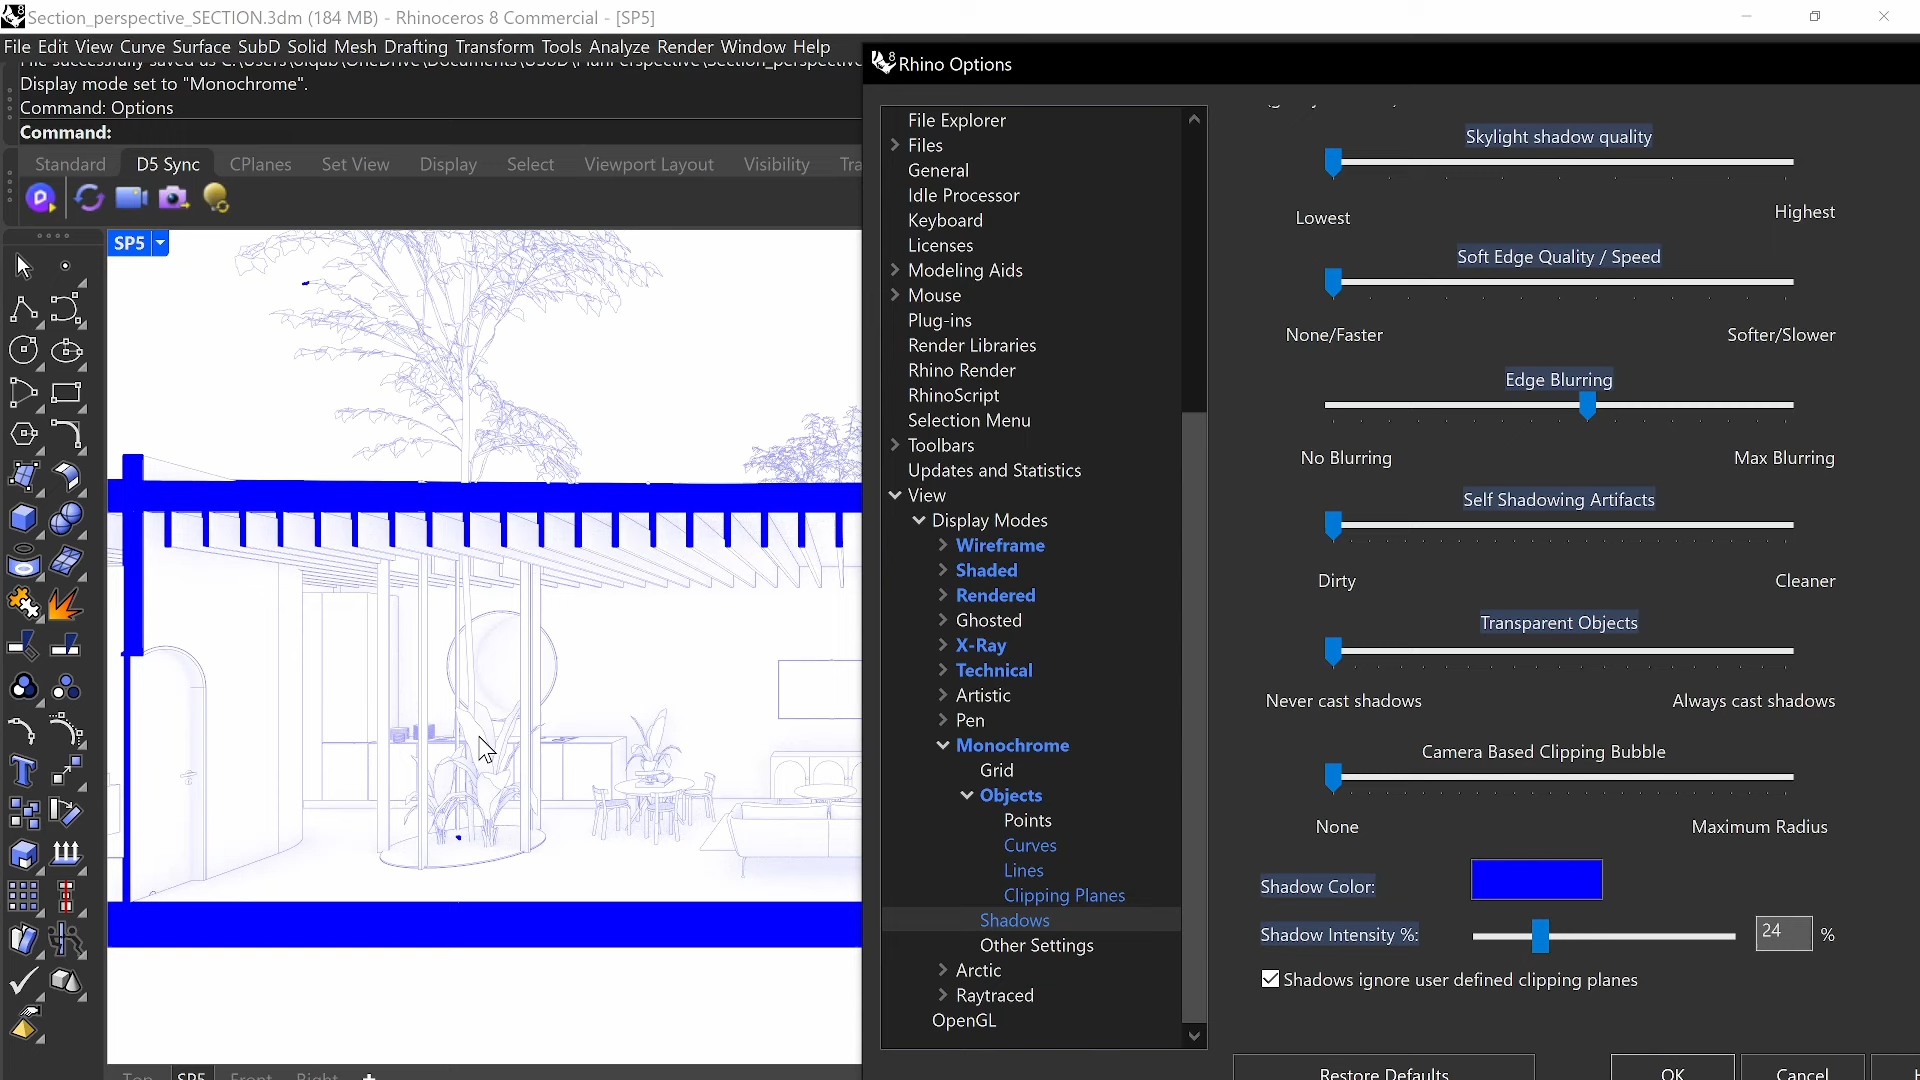 Section_perspective_SECTION.3dm (184 MB) - Rhinoceros 8 Commercial - [SP5]
File Edit View Curve Surface SubD Solid Mesh Drafting Transform Tools Analyze Render Window Help
Display mode set to "Monochrome".
Command: Options
Command:
Standard D5 Sync CPlanes Set View Display Select Viewport Layout Visibility Tra
SP5
Top SP5 Front Right +
Rhino Options
File Explorer
Files
General
Idle Processor
Keyboard
Licenses
Modeling Aids
Mouse
Plug-ins
Render Libraries
Rhino Render
RhinoScript
Selection Menu
Toolbars
Updates and Statistics
View
Display Modes
Wireframe
Shaded
Rendered
Ghosted
X-Ray
Technical
Artistic
Pen
Monochrome
Grid
Objects
Points
Curves
Lines
Clipping Planes
Shadows
Other Settings
Arctic
Raytraced
OpenGL
Skylight shadow quality
Lowest Highest
Soft Edge Quality / Speed
None/Faster Softer/Slower
Edge Blurring
No Blurring Max Blurring
Self Shadowing Artifacts
Dirty Cleaner
Transparent Objects
Never cast shadows Always cast shadows
Camera Based Clipping Bubble
None Maximum Radius
Shadow Color:
Shadow Intensity %: 24 %
Shadows ignore user defined clipping planes
Restore Defaults OK Cancel